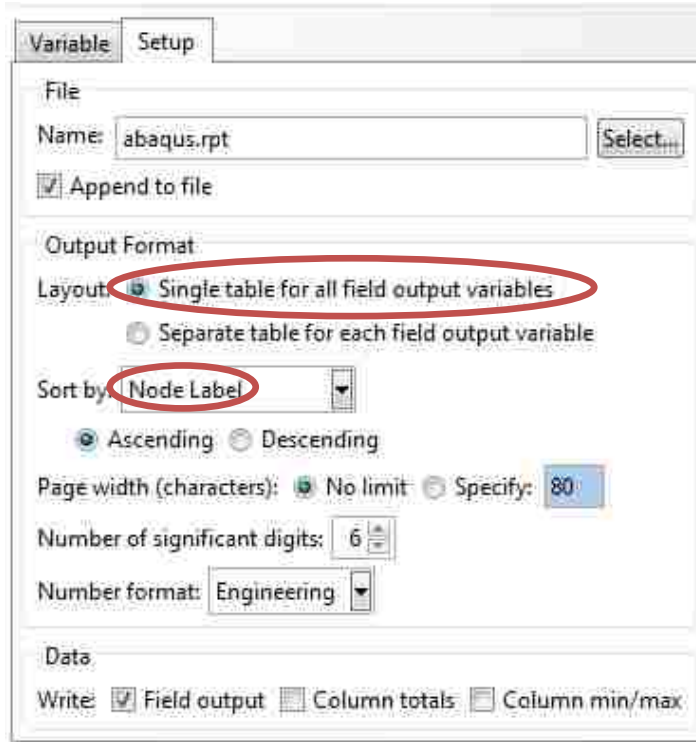 Variable Setup
File
Name: abaqus.rpt Select...
Append to file
Output Format
Layout: Single table for all field output variables
Separate table for each field output variable
Sort by: Node Label
Ascending Descending
Page width (characters): No limit Specify: 80
Number of significant digits: 6
Number format: Engineering
Data
Write: Field output Column totals Column min/max